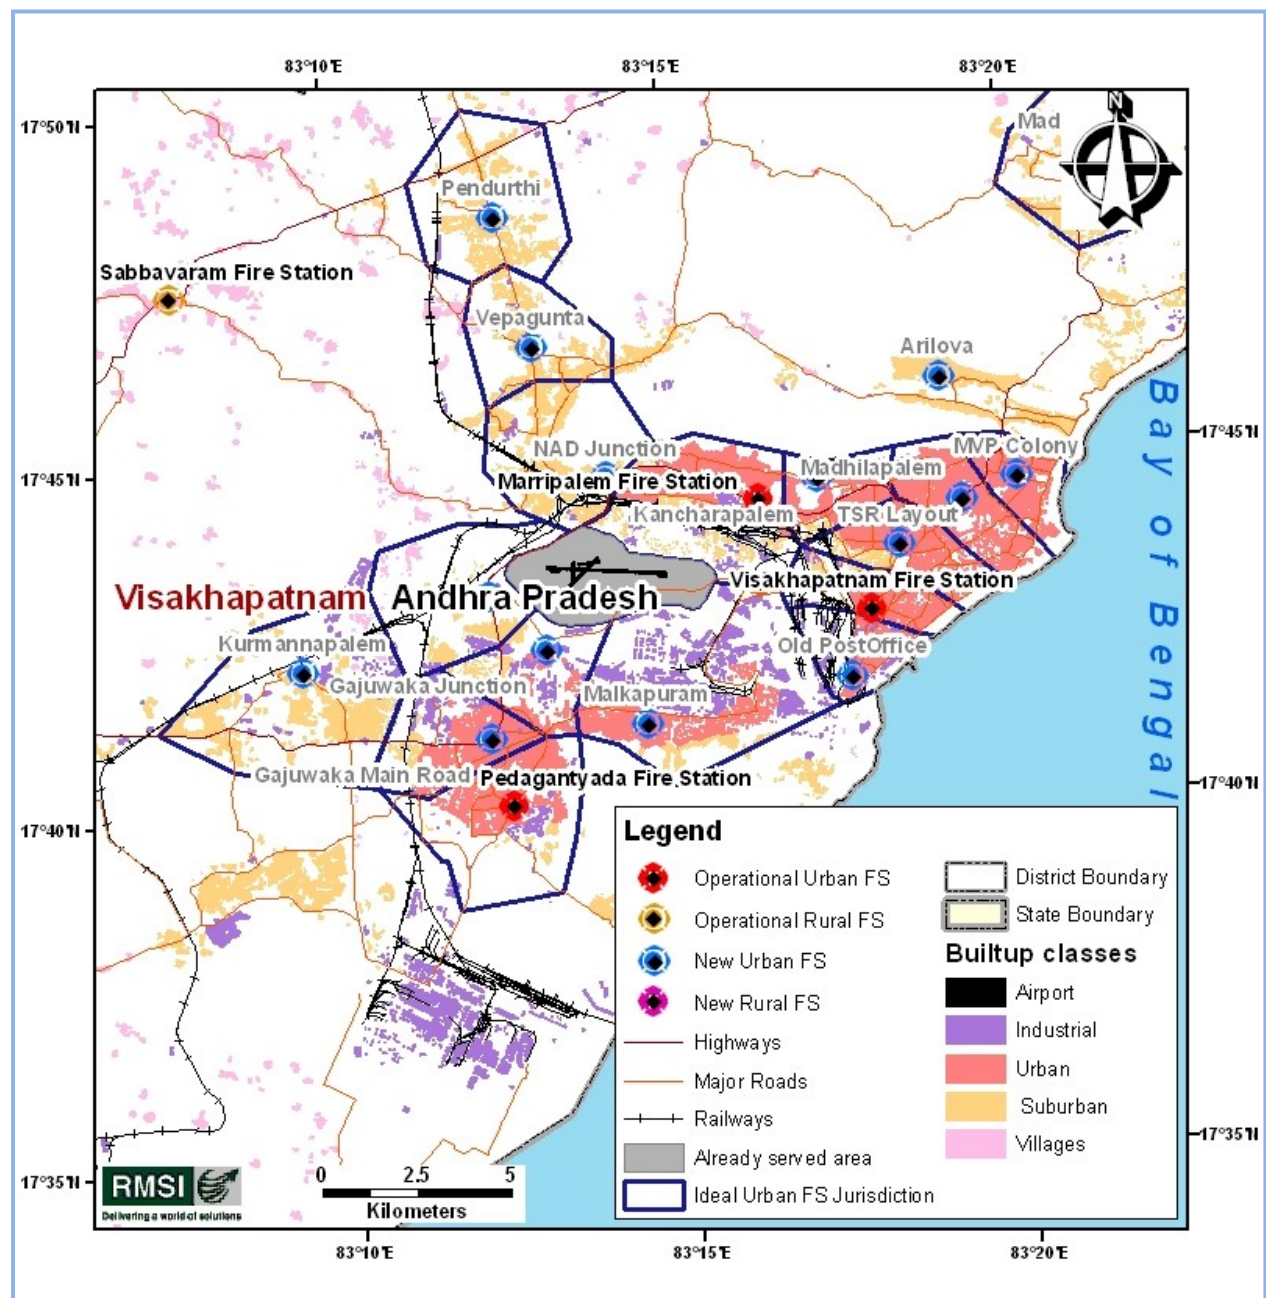 83°10'E 83°15'E 83°20'E
17°50'N
Mad
N
Pendurthi
Sabbavaram Fire Station
Vepagunta
Arilova
Bay of Bengal
17°45'N
NAD Junction
MVP Colony
Madhilapalem
17°45'N
Marripalem Fire Station
Kancharapalem
TSR Layout
Visakhapatnam Fire Station
Visakhapatnam
Andhra Pradesh
Kurmannapalem
Old PostOffice
Gajuwaka Junction
Malkapuram
Gajuwaka Main Road
Pedagantyada Fire Station
17°40'N
17°40'N
Legend
Operational Urban FS
Operational Rural FS
New Urban FS
New Rural FS
Highways
Major Roads
Railways
Already served area
Ideal Urban FS Jurisdiction
District Boundary
State Boundary
Builtup classes
Airport
Industrial
Urban
Suburban
Villages
17°35'N
17°35'N
RMSI
Delivering a world of solutions
0 2.5 5
Kilometers
83°10'E 83°15'E 83°20'E